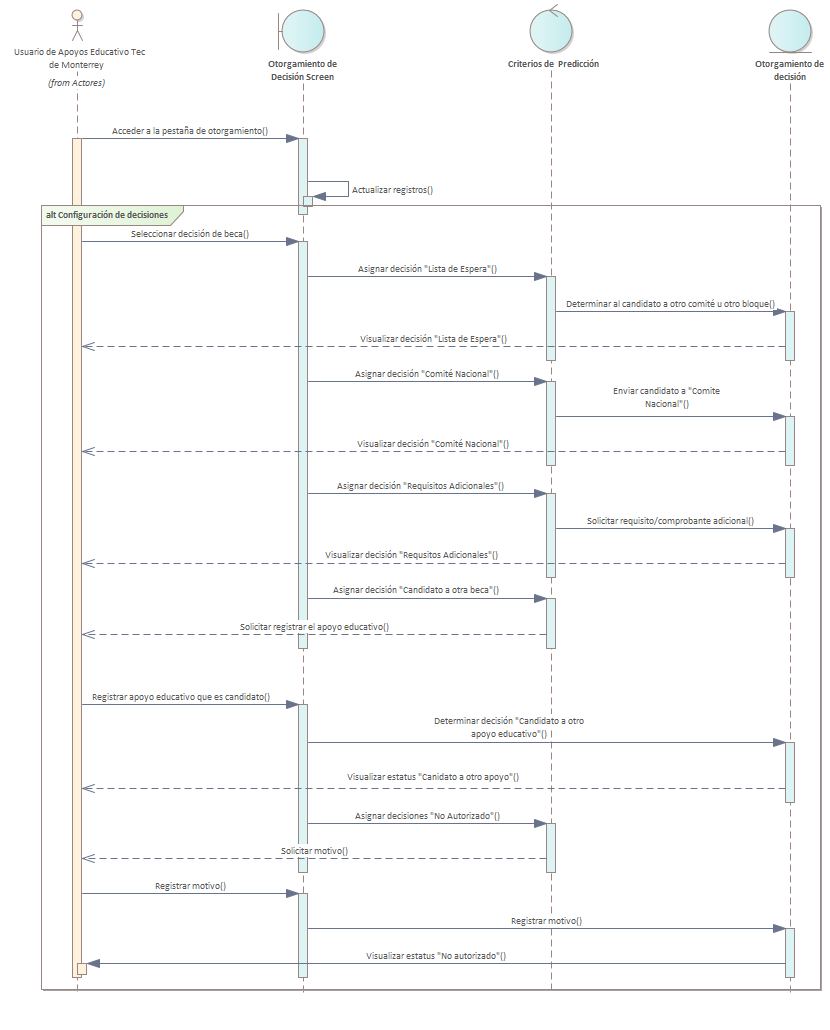 Usuario de Apoyos Educativo Tec
de Monterrey
(from Actores)
Otorgamiento de
Decisión Screen
Criterios de  Predicción
Otorgamiento de
decisión
Acceder a la pestaña de otorgamiento()
Actualizar registros()
alt Configuración de decisiones
Seleccionar decisión de beca()
Asignar decisión "Lista de Espera"()
Determinar al candidato a otro comité u otro bloque()
Visualizar decisión "Lista de Espera"()
Asignar decisión "Comité Nacional"()
Enviar candidato a "Comite
Nacional"()
Visualizar decisión "Comité Nacional"()
Asignar decisión "Requisitos Adicionales"()
Solicitar requisito/comprobante adicional()
Visualizar decisión "Requsitos Adicionales"()
Asignar decisión "Candidato a otra beca"()
Solicitar registrar el apoyo educativo()
Registrar apoyo educativo que es candidato()
Determinar decisión "Candidato a otro
apoyo educativo"()
Visualizar estatus "Canidato a otro apoyo"()
Asignar decisiones "No Autorizado"()
Solicitar motivo()
Registrar motivo()
Registrar motivo()
Visualizar estatus "No autorizado"()